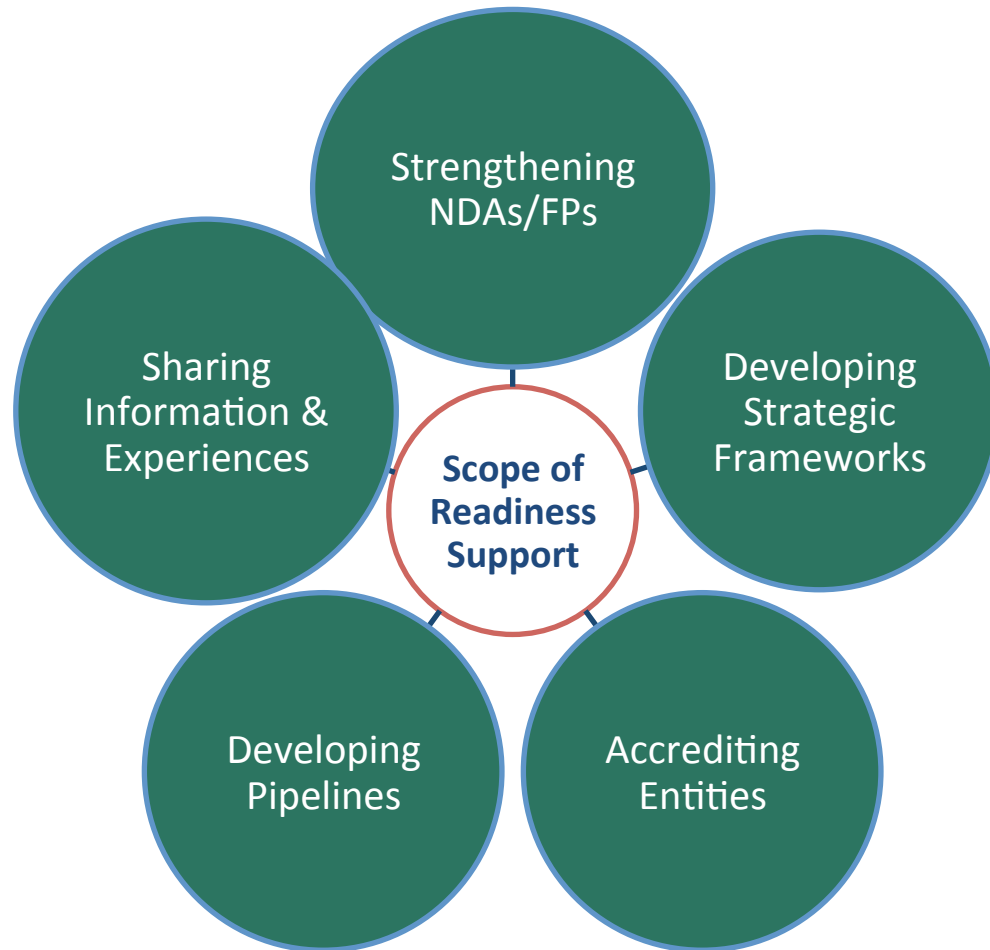 Strengthening
NDAs/FPs
Developing
Strategic
Frameworks
Accrediting
Entities
Developing
Pipelines
Sharing
Information &
Experiences
Scope of
Readiness
Support